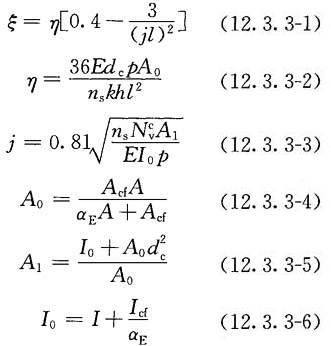 ξ = η[0.4 − 3/(jl)²] (12.3.3-1)
η = 36Ed_c pA_0/n_s khl² (12.3.3-2)
j = 0.81√(n_s N_v^c A_1/EI_0 p) (12.3.3-3)
A_0 = A_cf A/α_E A + A_cf (12.3.3-4)
A_1 = I_0 + A_0 d_c²/A_0 (12.3.3-5)
I_0 = I + I_cf/α_E (12.3.3-6)